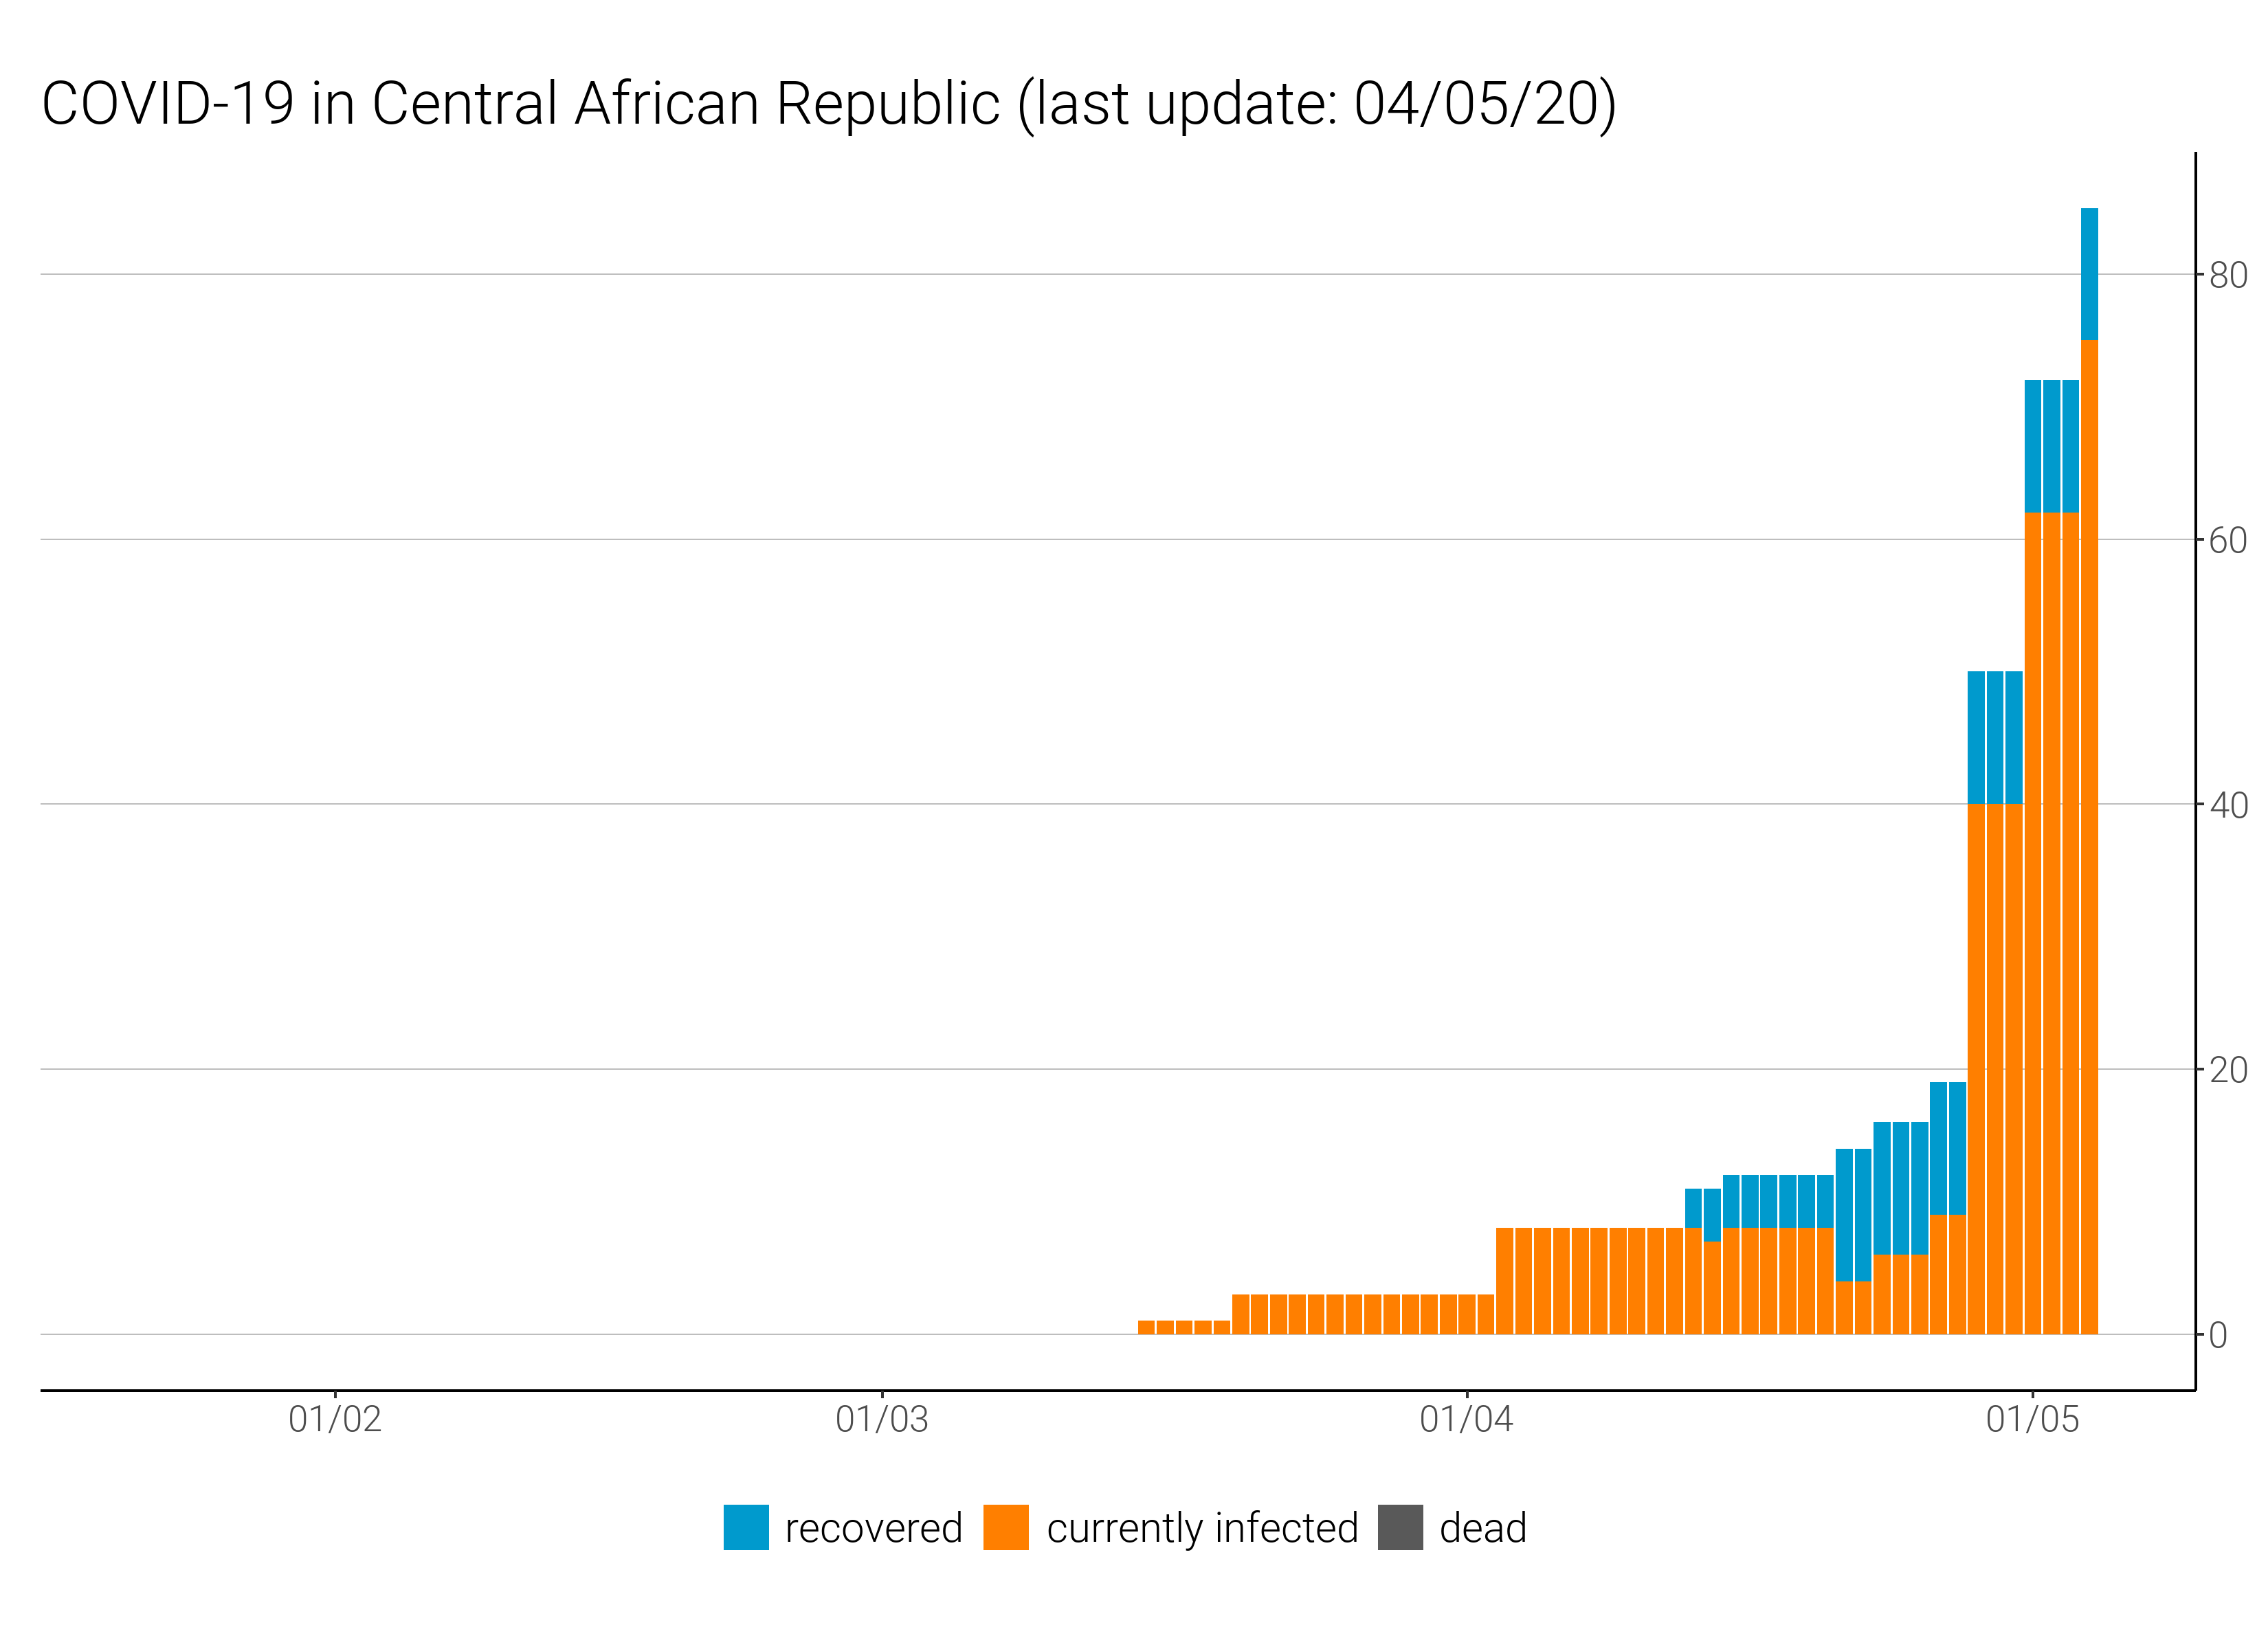 COVID-19 in Central African Republic (last update: 04/05/20)
80
60
40
20
0
01/02 01/03 01/04 01/05
recovered currently infected dead